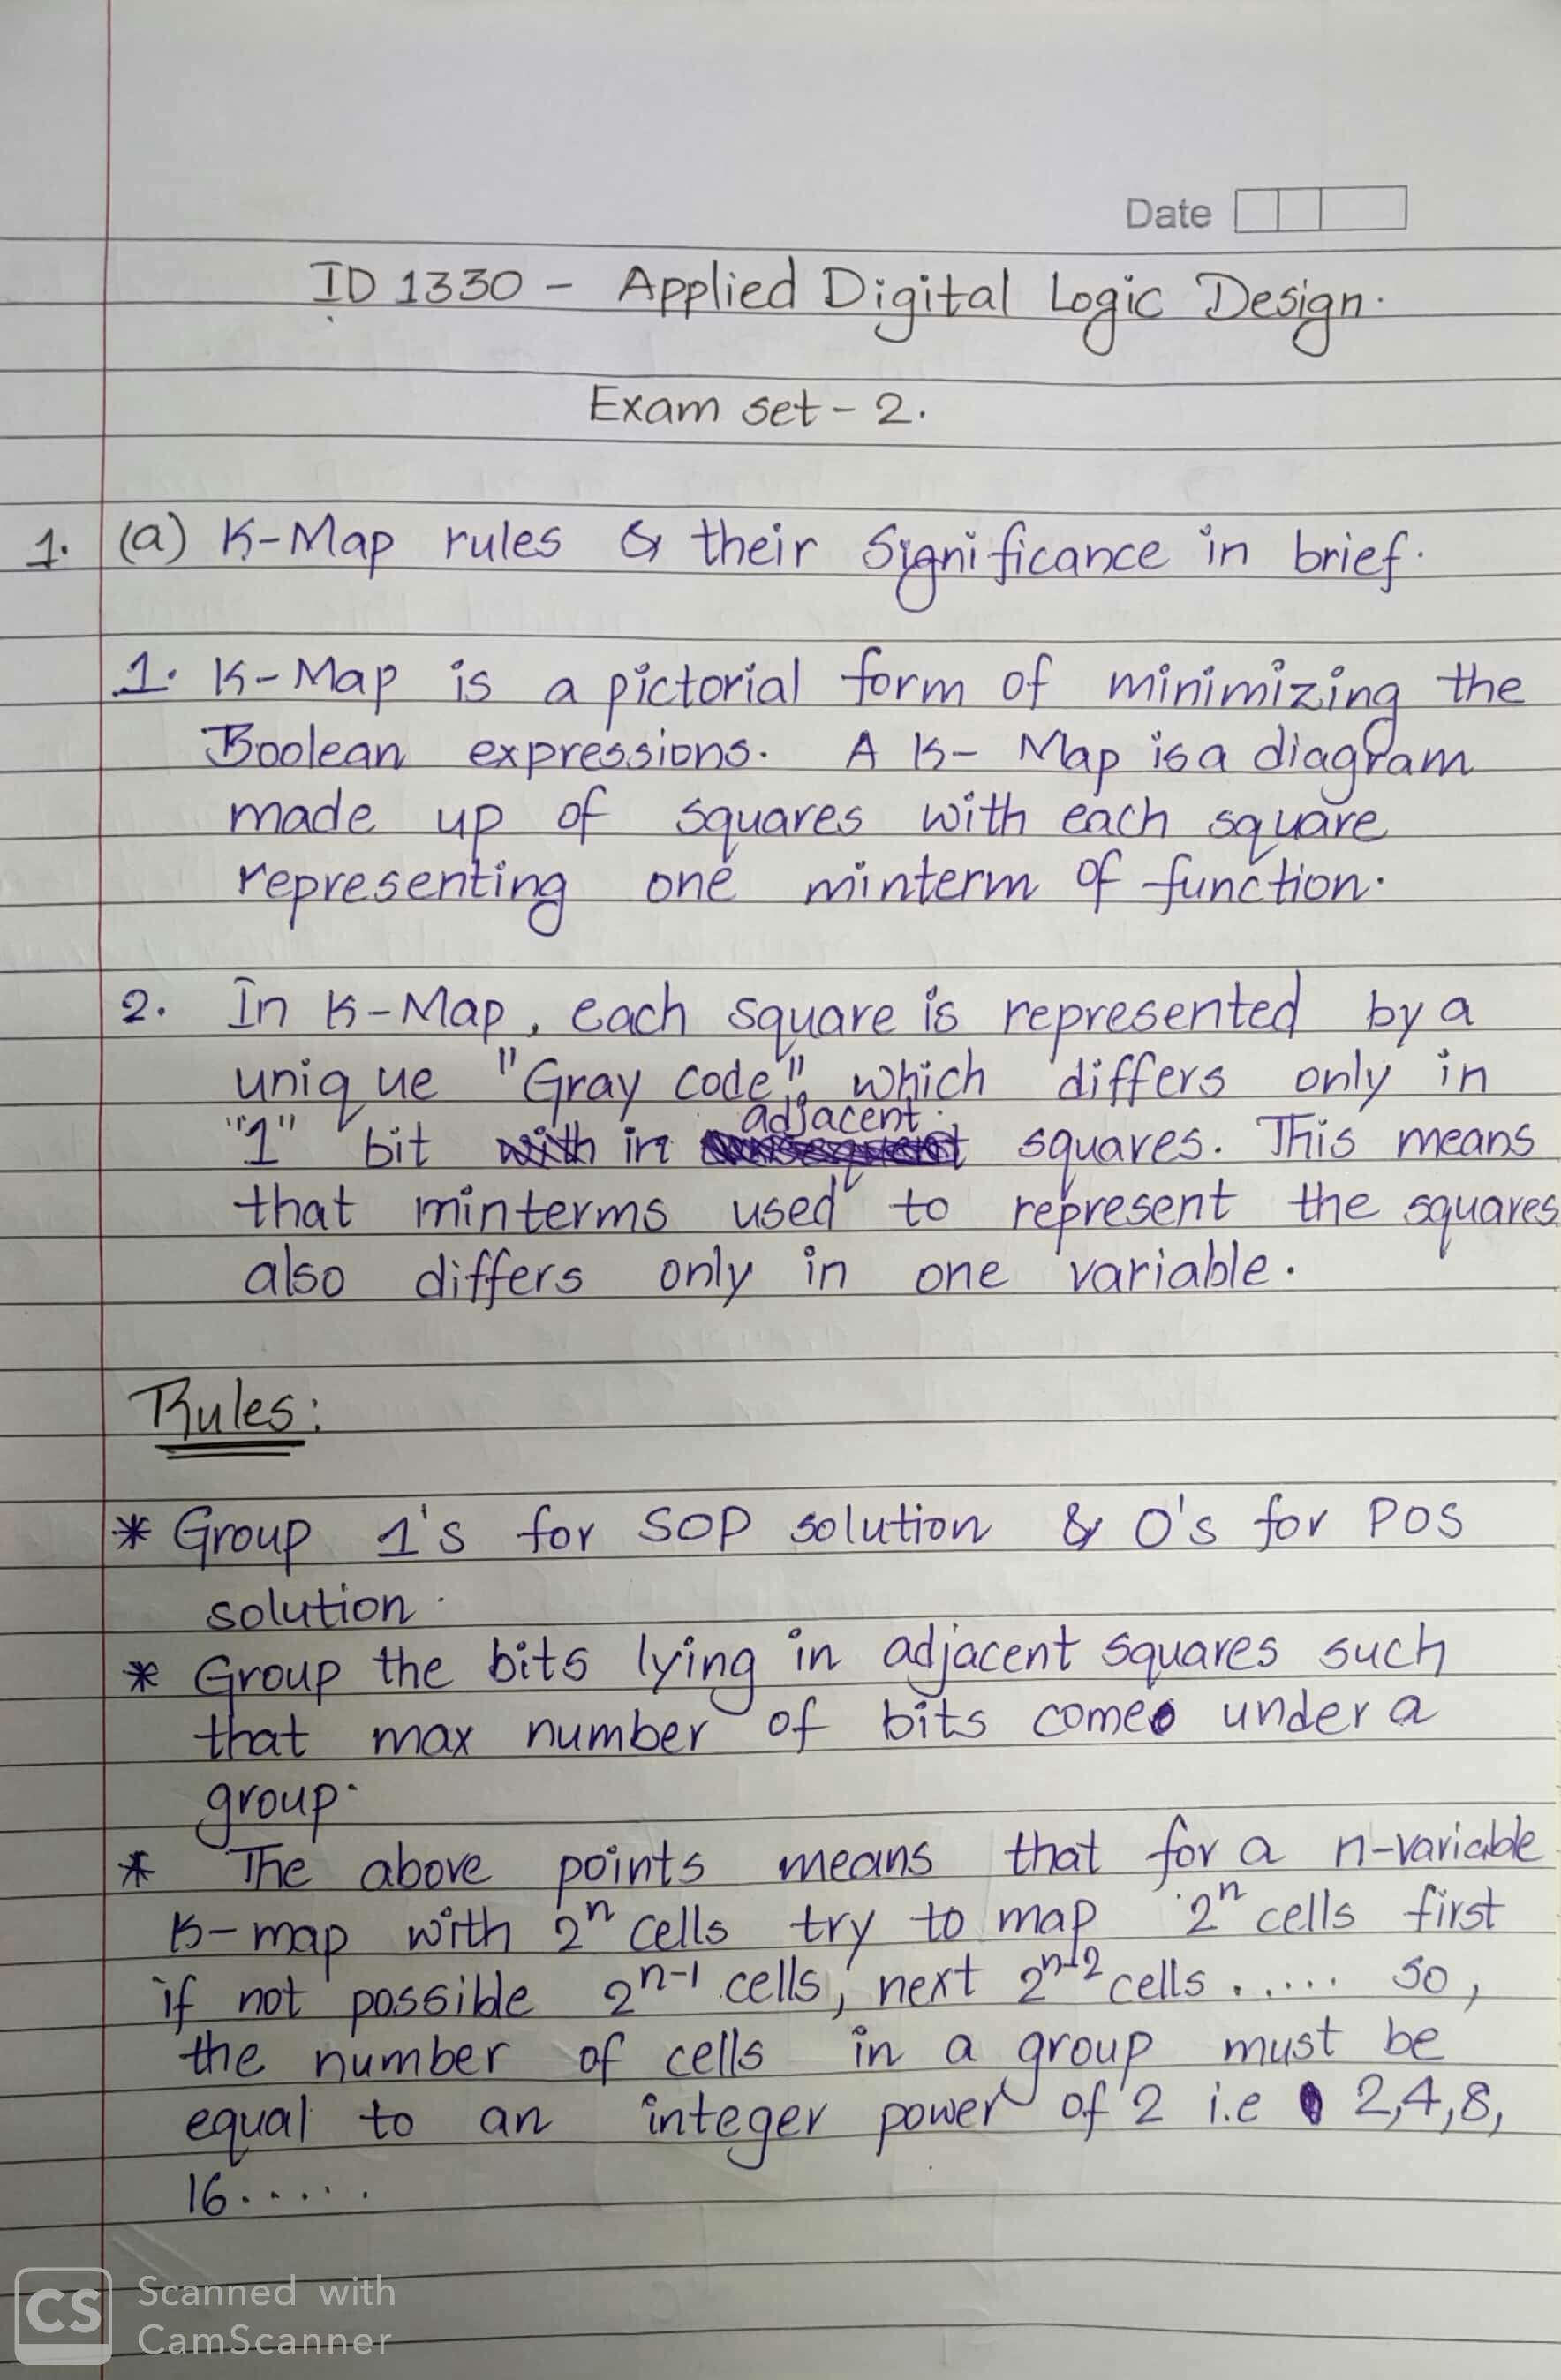 Date
ID 1330 - Applied Digital Logic Design.
Exam set - 2.
1. (a) K-Map rules & their Significance in brief.
1. K-Map is a pictorial form of minimizing the
Boolean expressions. A K- Map is a diagram
made up of squares with each square
representing one minterm of function.
2. In K-Map, each square is represented by a
unique "Gray code", which differs only in
adjacent
"1" bit with in squares. This means
that minterms used to represent the squares
also differs only in one variable.
Rules:
* Group 1's for SOP solution & 0's for POS
solution.
* Group the bits lying in adjacent squares such
that max number of bits come under a
group.
* The above points means that for a n-variable
K-map with 2ⁿ cells try to map 2ⁿ cells first
if not possible 2ⁿ⁻¹ cells, next 2ⁿ⁻² cells ..... so,
the number of cells in a group must be
equal to an integer power of 2 i.e 2,4,8,
16.....
CS Scanned with
CamScanner